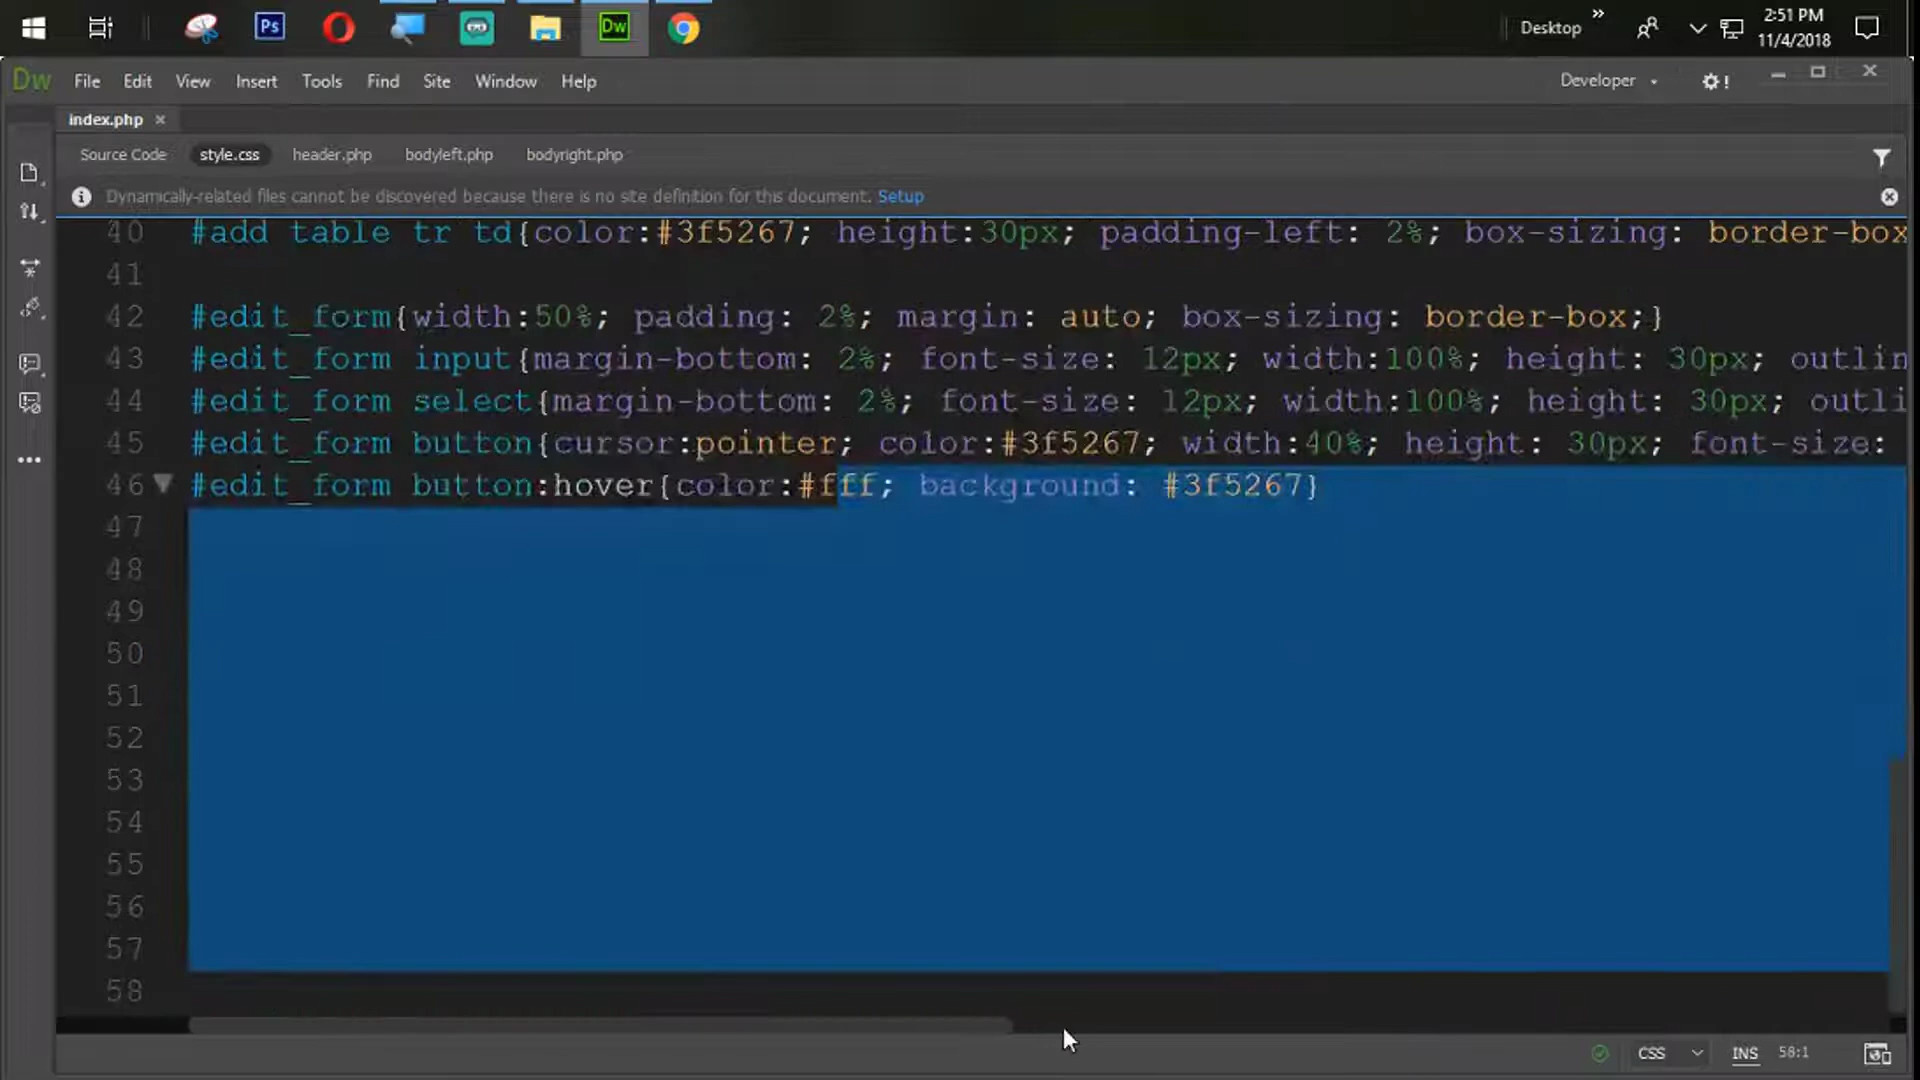 Ps
Dw
Desktop »
2:51 PM
11/4/2018
Dw File Edit View Insert Tools Find Site Window Help Developer
index.php ×
Source Code style.css header.php bodyleft.php bodyright.php
Dynamically-related files cannot be discovered because there is no site definition for this document. Setup
40 #add table tr td{color:#3f5267; height:30px; padding-left: 2%; box-sizing: border-box
41
42 #edit_form{width:50%; padding: 2%; margin: auto; box-sizing: border-box;}
43 #edit_form input{margin-bottom: 2%; font-size: 12px; width:100%; height: 30px; outlin
44 #edit_form select{margin-bottom: 2%; font-size: 12px; width:100%; height: 30px; outli
45 #edit_form button{cursor:pointer; color:#3f5267; width:40%; height: 30px; font-size:
46 #edit_form button:hover{color:#fff; background: #3f5267}
47
48
49
50
51
52
53
54
55
56
57
58
CSS INS 58:1